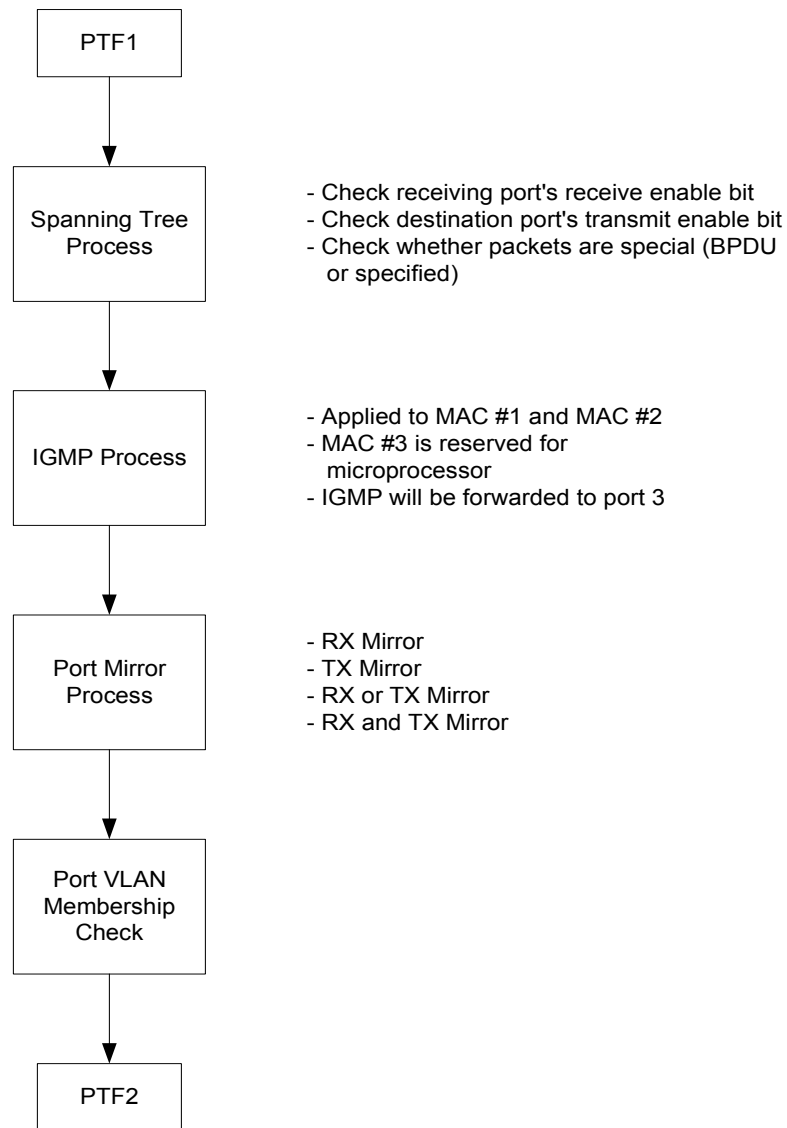 PTF1
Spanning Tree
Process
- Check receiving port's receive enable bit
- Check destination port's transmit enable bit
- Check whether packets are special (BPDU
or specified)
IGMP Process
- Applied to MAC #1 and MAC #2
- MAC #3 is reserved for
microprocessor
- IGMP will be forwarded to port 3
Port Mirror
Process
- RX Mirror
- TX Mirror
- RX or TX Mirror
- RX and TX Mirror
Port VLAN
Membership
Check
PTF2